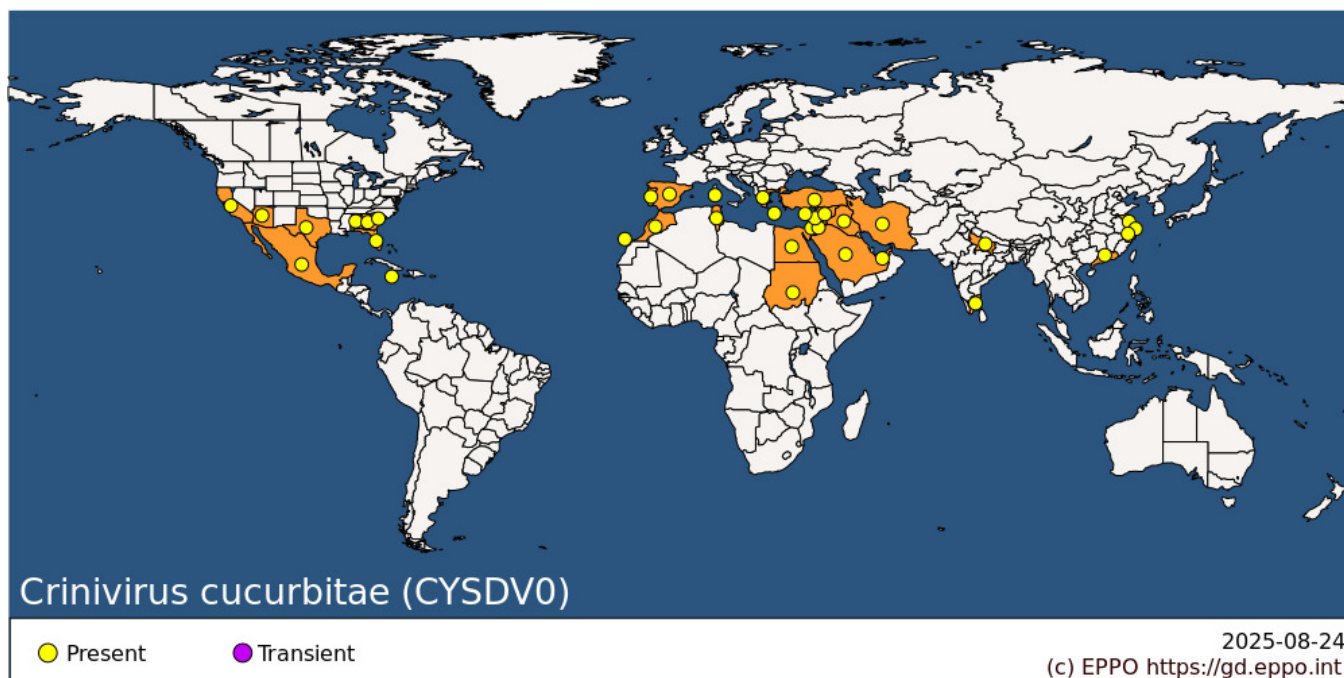 Crinivirus cucurbitae (CYSDV0)
Present
Transient
2025-08-24
(c) EPPO https://gd.eppo.int